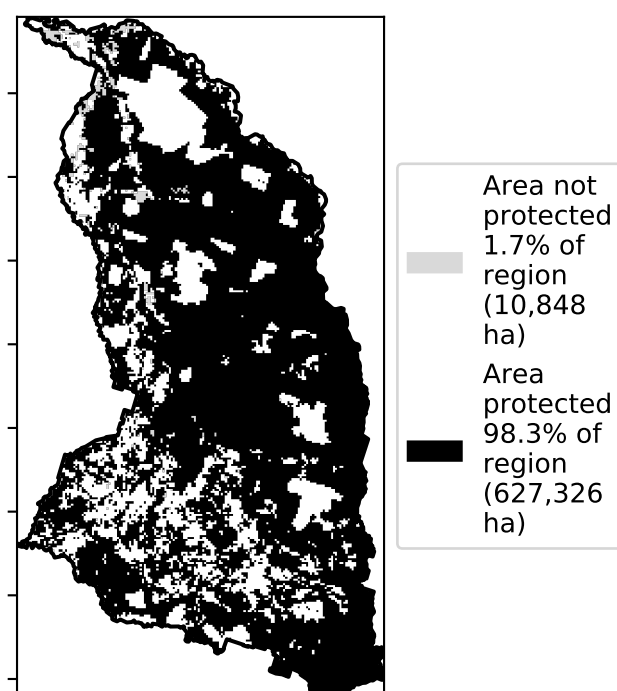 Area not
protected
1.7% of
region
(10,848
ha)
Area
protected
98.3% of
region
(627,326
ha)